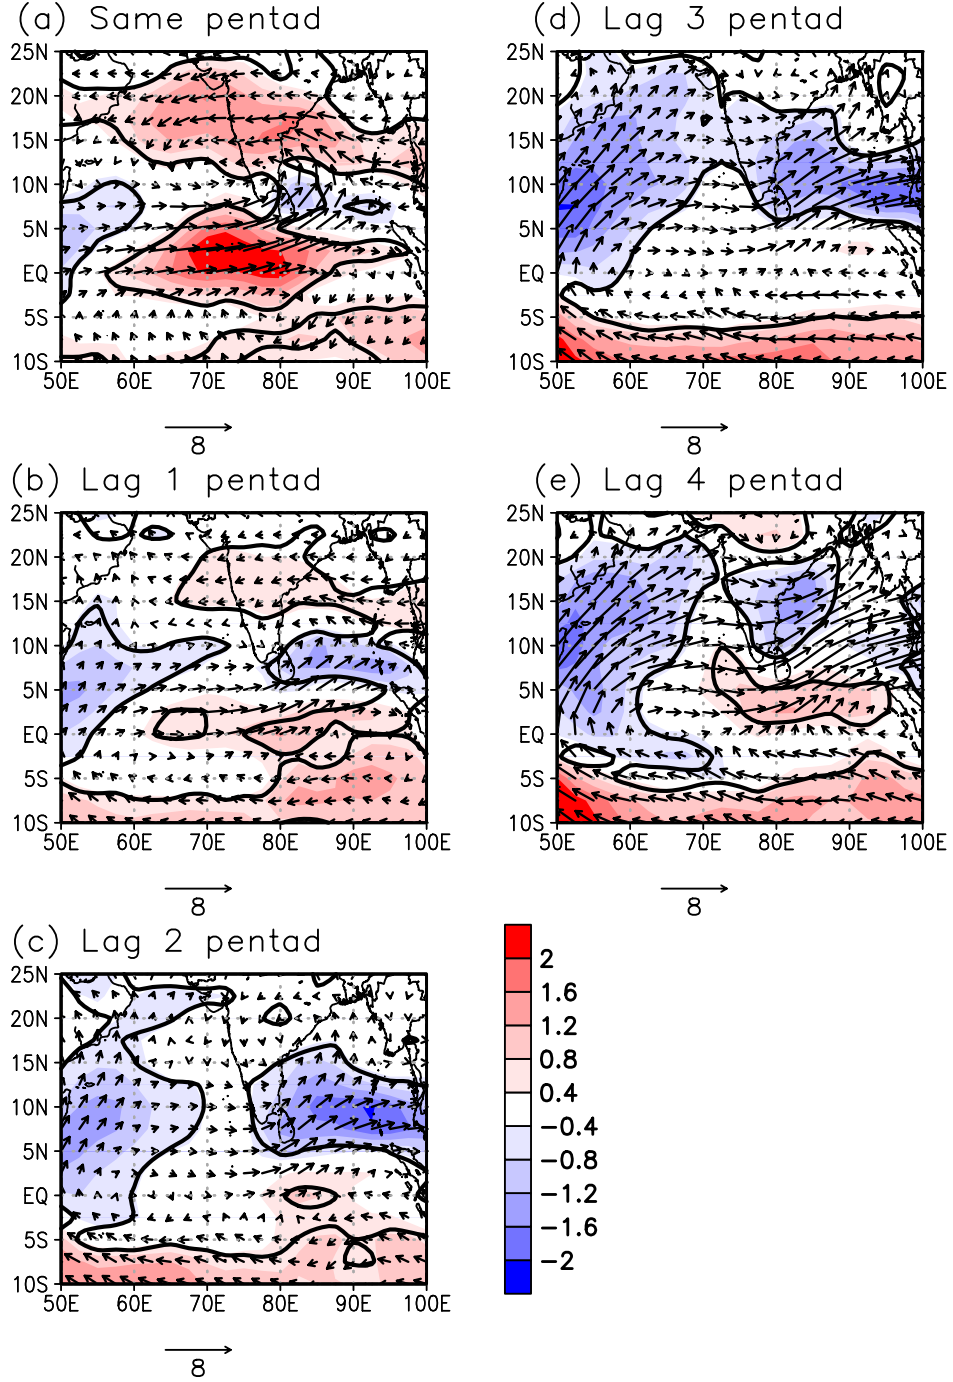 (a) Same pentad
25N
20N
15N
10N
5N
EQ
5S
10S
50E 60E 70E 80E 90E 100E
8
(d) Lag 3 pentad
25N
20N
15N
10N
5N
EQ
5S
10S
50E 60E 70E 80E 90E 100E
8
(b) Lag 1 pentad
25N
20N
15N
10N
5N
EQ
5S
10S
50E 60E 70E 80E 90E 100E
8
(e) Lag 4 pentad
25N
20N
15N
10N
5N
EQ
5S
10S
50E 60E 70E 80E 90E 100E
8
(c) Lag 2 pentad
25N
20N
15N
10N
5N
EQ
5S
10S
50E 60E 70E 80E 90E 100E
8
2
1.6
1.2
0.8
0.4
−0.4
−0.8
−1.2
−1.6
−2